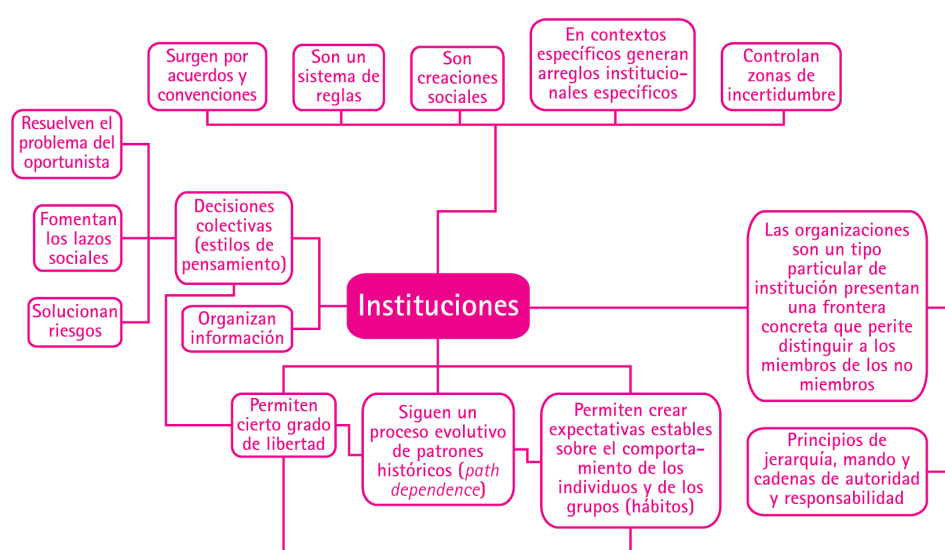 Surgen por
acuerdos y
convenciones
Son un
sistema de
reglas
Son
creaciones
sociales
En contextos
específicos generan
arreglos institucio-
nales específicos
Controlan
zonas de
incertidumbre
Resuelven el
problema del
oportunista
Fomentan
los lazos
sociales
Solucionan
riesgos
Decisiones
colectivas
(estilos de
pensamiento)
Organizan
información
Instituciones
Las organizaciones
son un tipo
particular de
institución presentan
una frontera
concreta que perite
distinguir a los
miembros de los no
miembros
Permiten
cierto grado
de libertad
Siguen un
proceso evolutivo
de patrones
históricos (path
dependence)
Permiten crear
expectativas estables
sobre el comporta-
miento de los
individuos y de los
grupos (hábitos)
Principios de
jerarquía, mando y
cadenas de autoridad
y responsabilidad